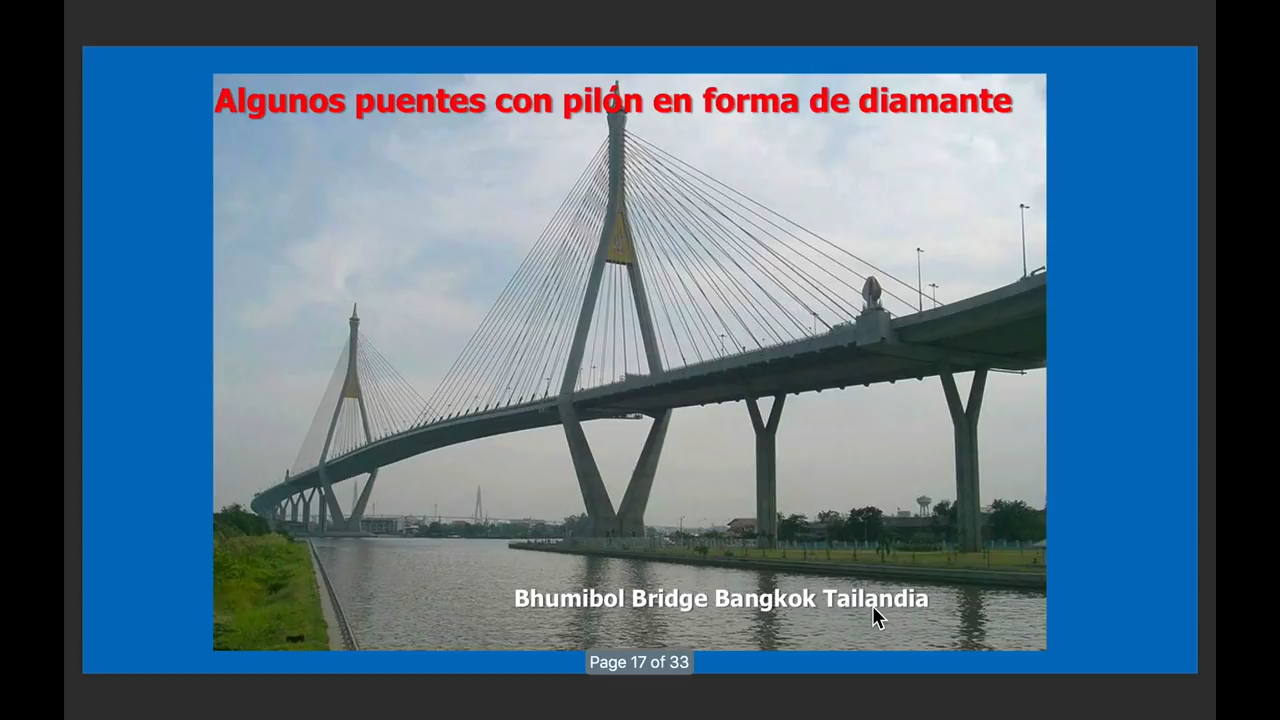 Algunos puentes con pilón en forma de diamante
Bhumibol Bridge Bangkok Tailandia
Page 17 of 33